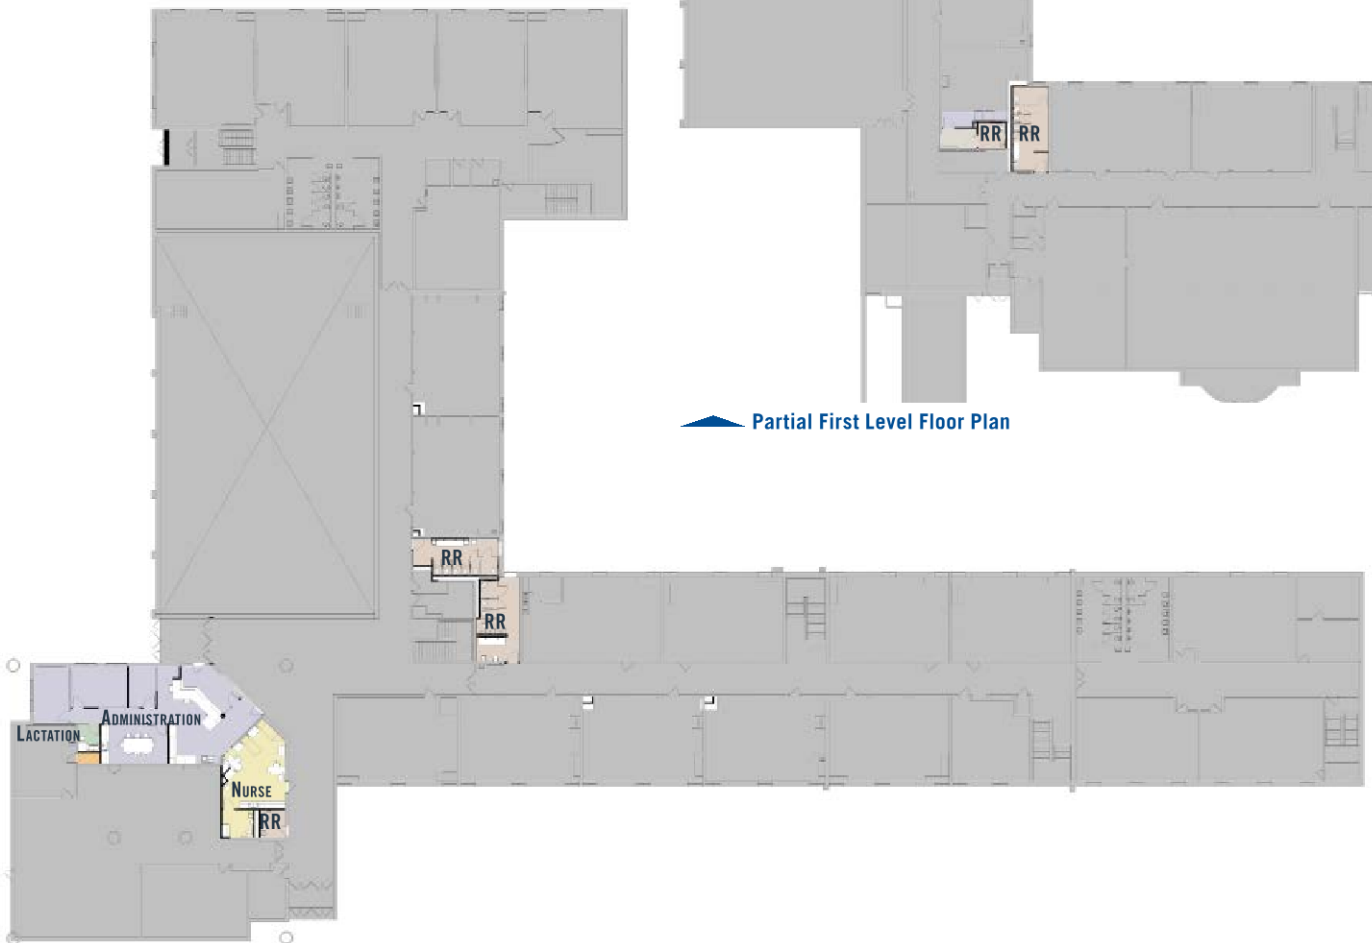 RR RR
Partial First Level Floor Plan
RR
RR
Administration
Lactation
Nurse
RR